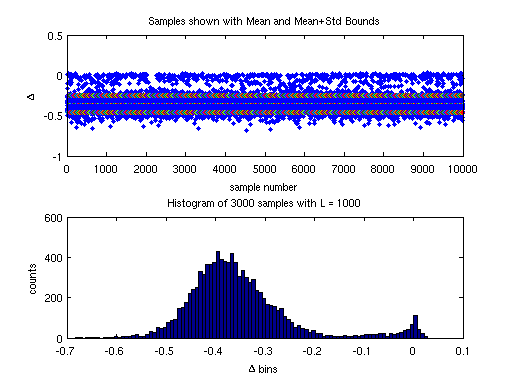 Samples shown with Mean and Mean+Std Bounds
0.5
0
-0.5
-1
Δ
0 1000 2000 3000 4000 5000 6000 7000 8000 9000 10000
sample number
Histogram of 3000 samples with L = 1000
600
400
200
0
counts
-0.7 -0.6 -0.5 -0.4 -0.3 -0.2 -0.1 0 0.1
Δ bins